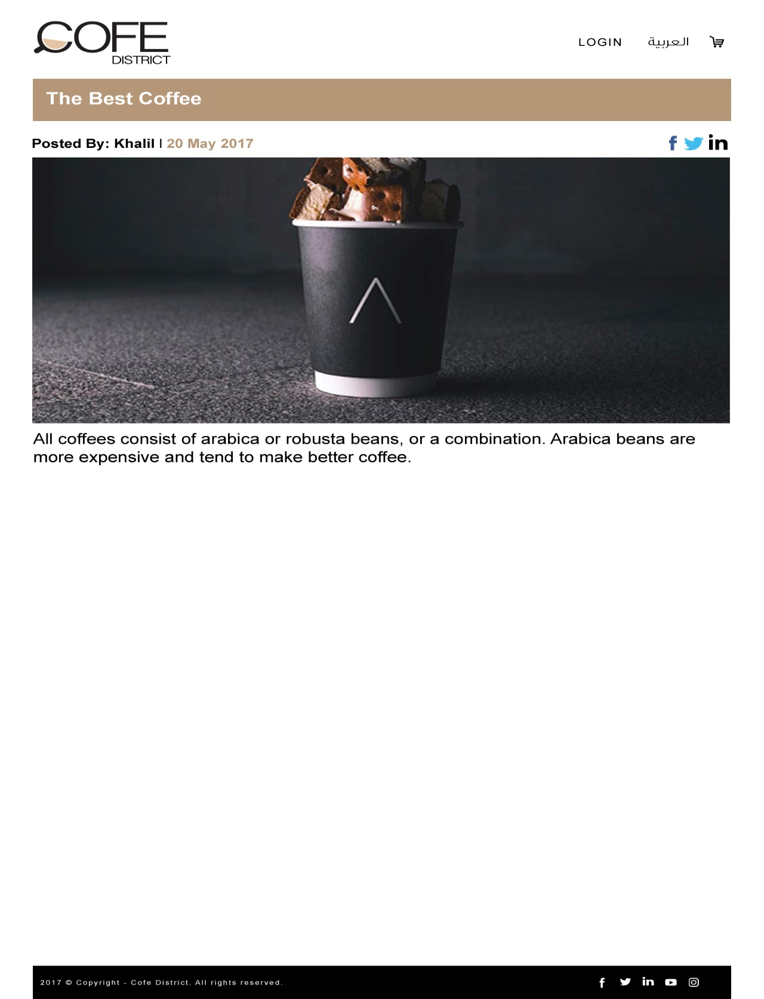 COFE
DISTRICT
LOGIN العربية
The Best Coffee
Posted By: Khalil | 20 May 2017
All coffees consist of arabica or robusta beans, or a combination. Arabica beans are
more expensive and tend to make better coffee.
2017 © Copyright - Cofe District. All rights reserved.